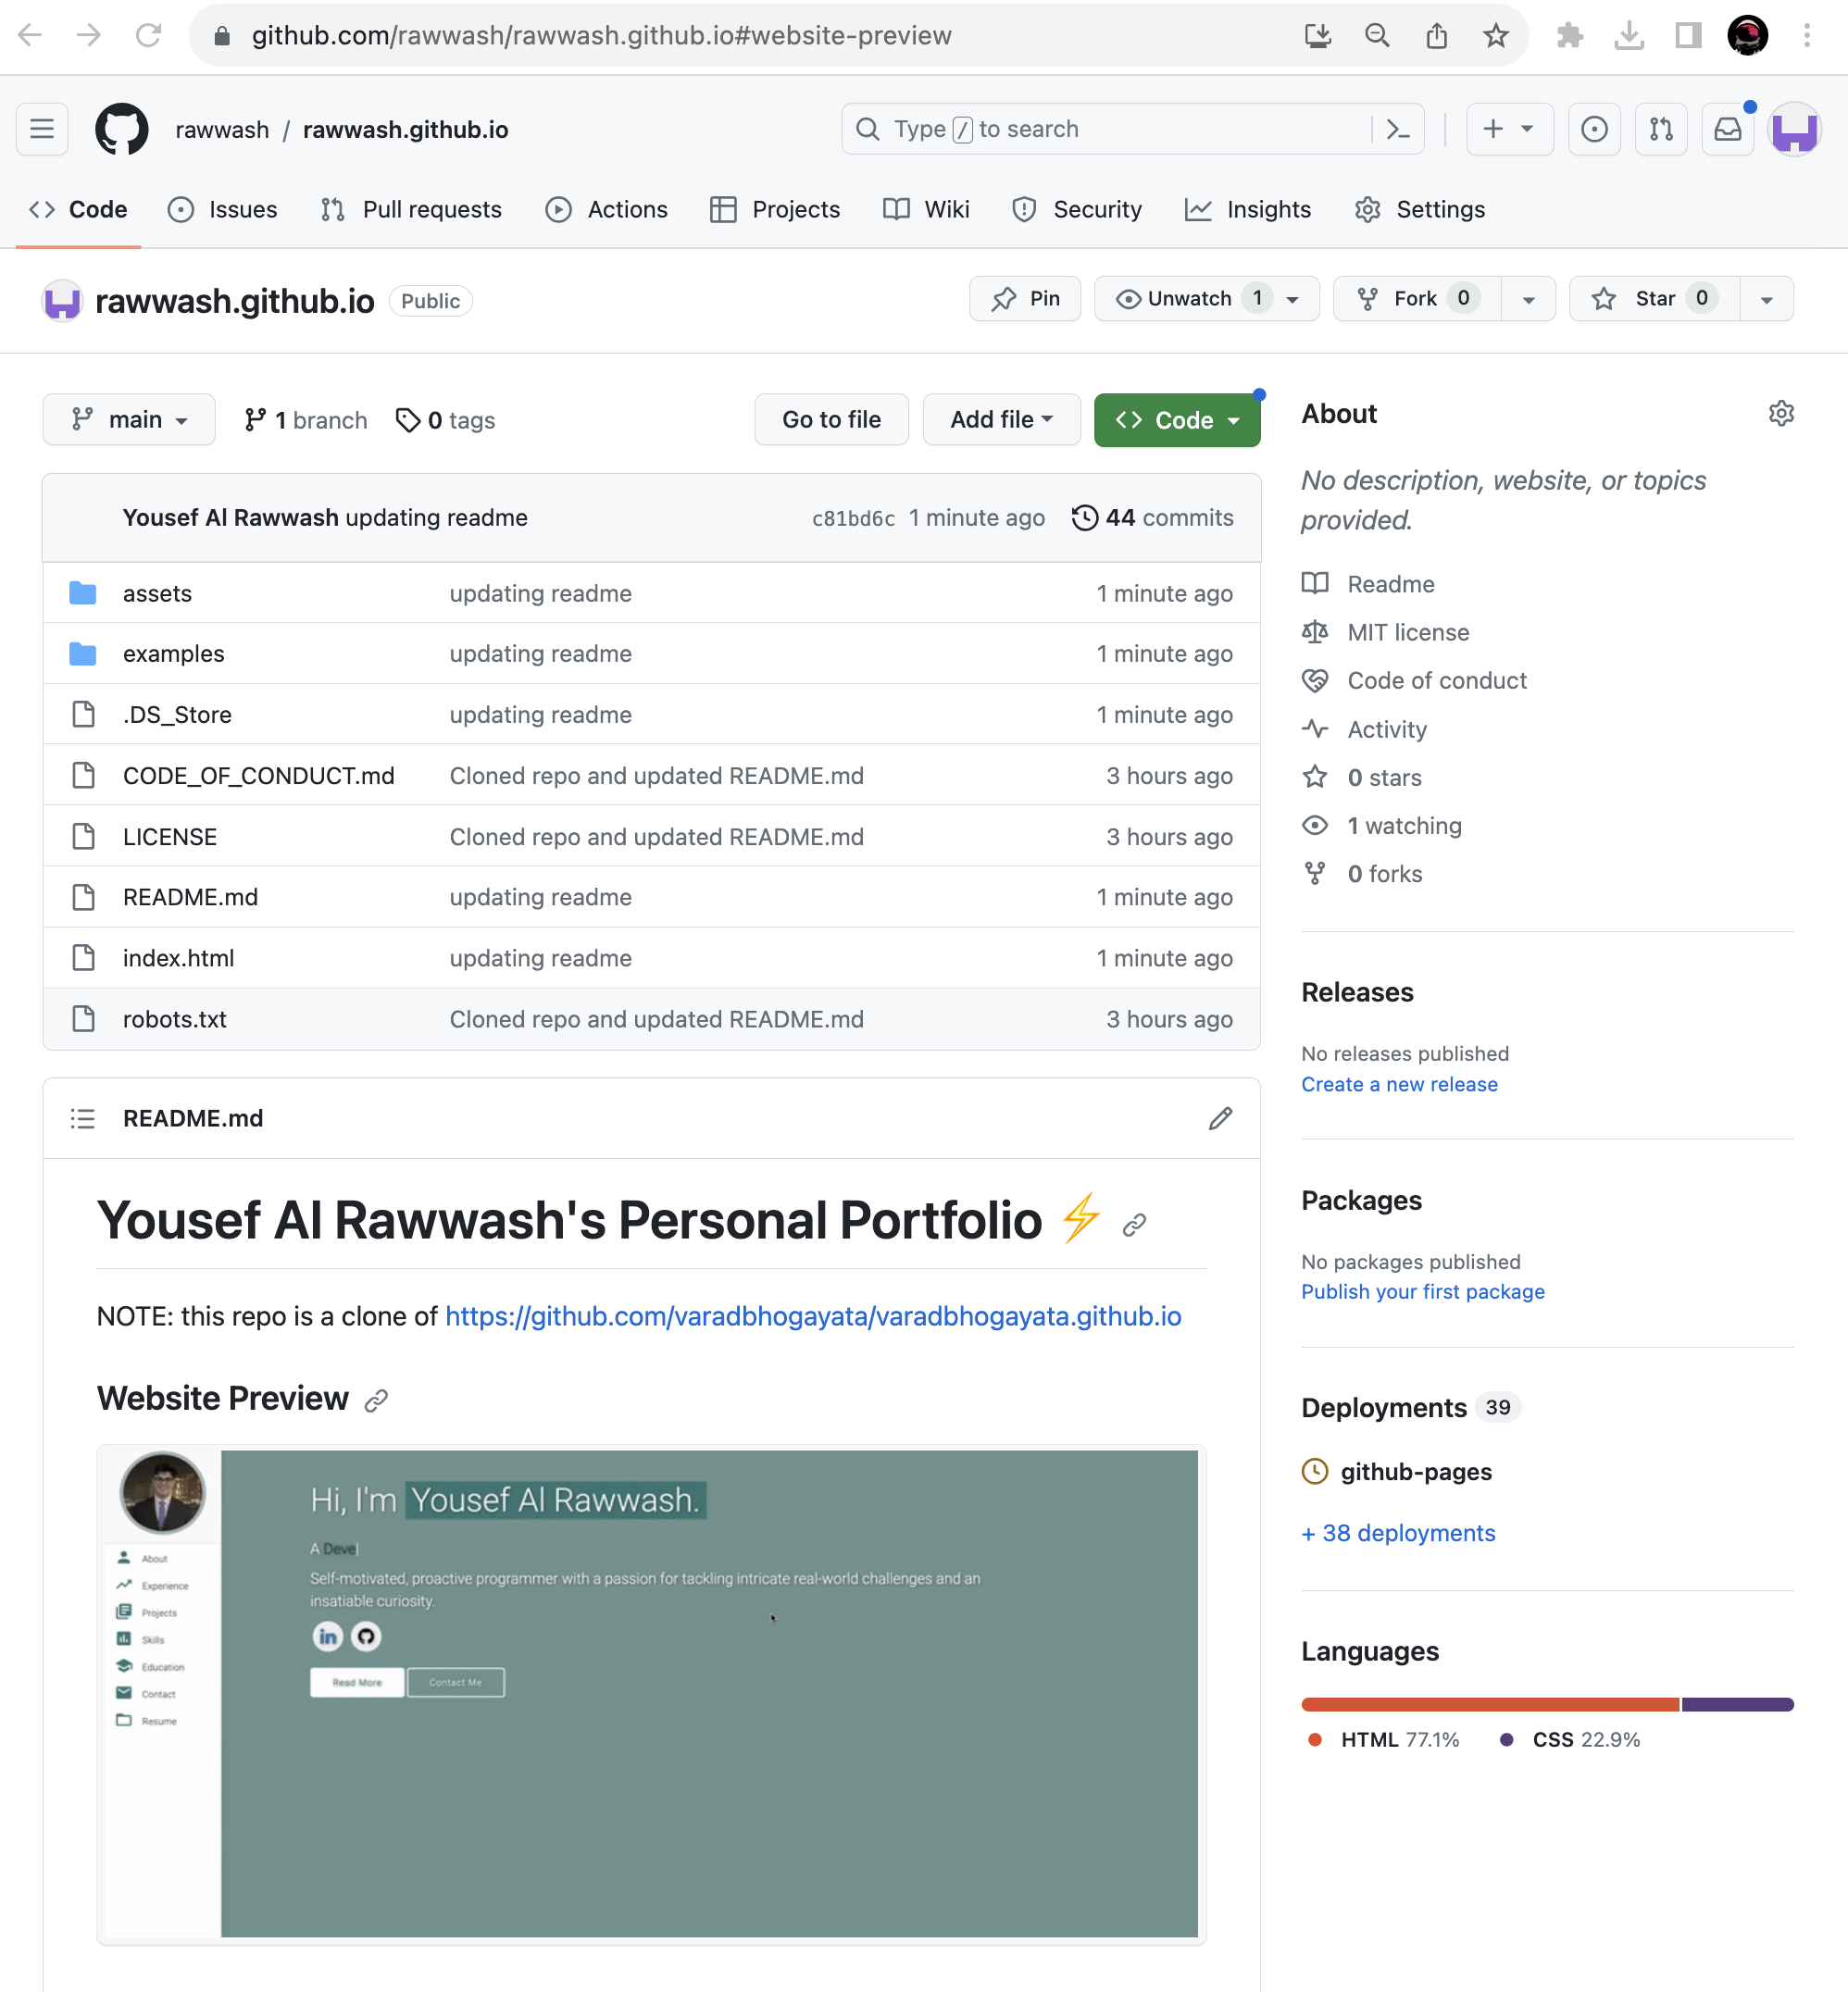 github.com/rawwash/rawwash.github.io#website-preview
rawwash / rawwash.github.io
Type / to search
Code Issues Pull requests Actions Projects Wiki Security Insights Settings
rawwash.github.io Public
Pin Unwatch 1 Fork 0 Star 0
main 1 branch 0 tags Go to file Add file Code
Yousef Al Rawwash updating readme c81bd6c 1 minute ago 44 commits
assets updating readme 1 minute ago
examples updating readme 1 minute ago
.DS_Store updating readme 1 minute ago
CODE_OF_CONDUCT.md Cloned repo and updated README.md 3 hours ago
LICENSE Cloned repo and updated README.md 3 hours ago
README.md updating readme 1 minute ago
index.html updating readme 1 minute ago
robots.txt Cloned repo and updated README.md 3 hours ago
README.md
Yousef Al Rawwash's Personal Portfolio ⚡
NOTE: this repo is a clone of https://github.com/varadbhogayata/varadbhogayata.github.io
Website Preview
About
Experience
Projects
Skills
Education
Contact
Resume
Hi, I'm Yousef Al Rawwash.
A Deve|
Self-motivated, proactive programmer with a passion for tackling intricate real-world challenges and an
insatiable curiosity.
in
Read More Contact Me
About
No description, website, or topics
provided.
Readme
MIT license
Code of conduct
Activity
0 stars
1 watching
0 forks
Releases
No releases published
Create a new release
Packages
No packages published
Publish your first package
Deployments 39
github-pages
+ 38 deployments
Languages
HTML 77.1% CSS 22.9%